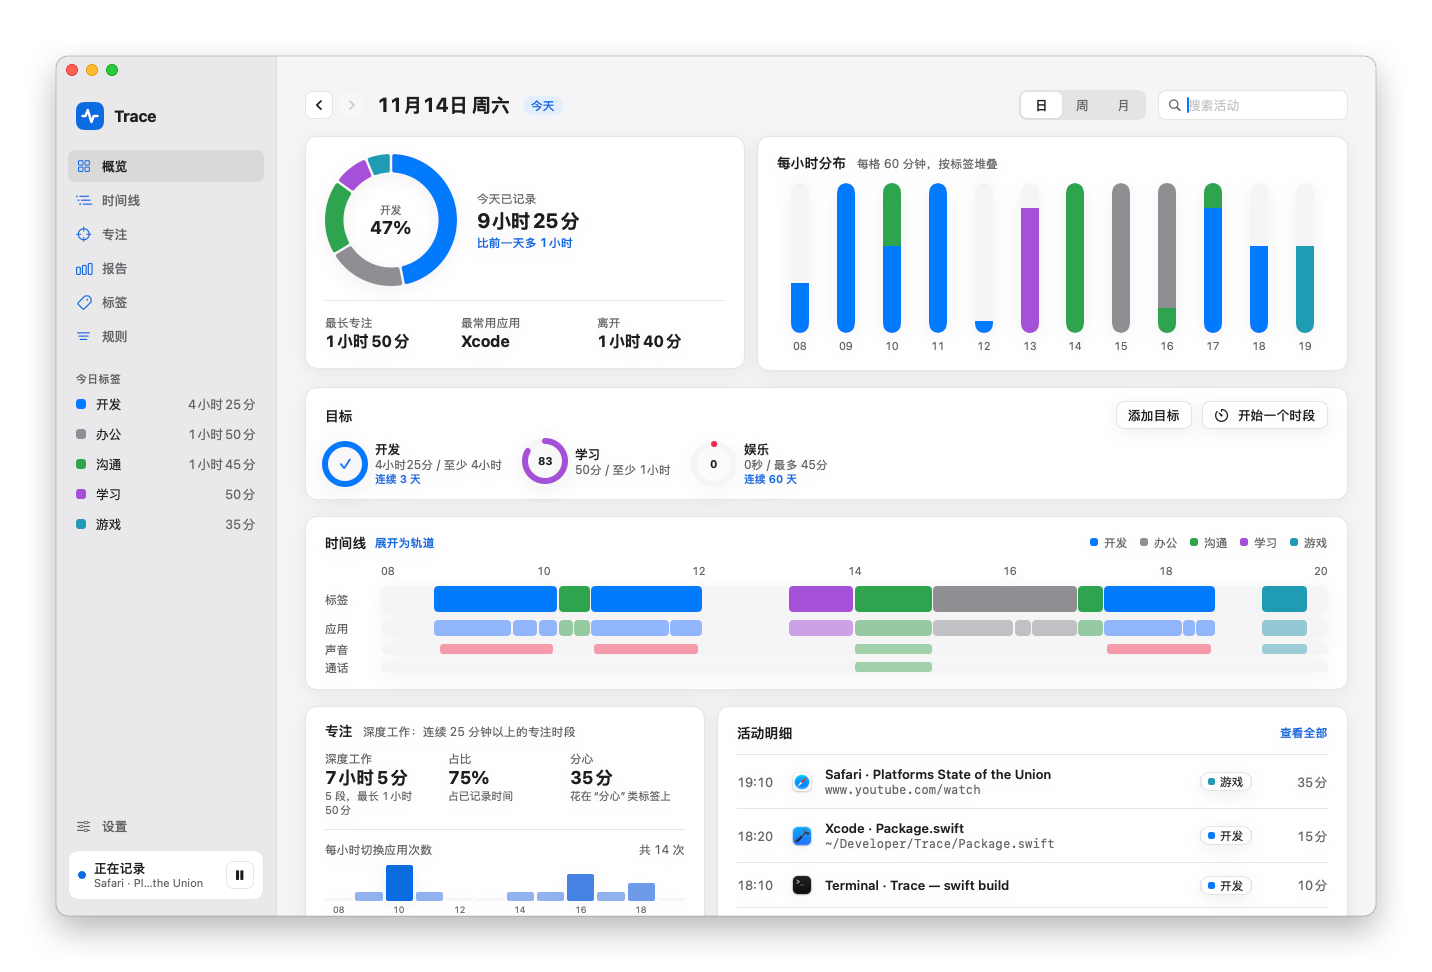 Trace
概览
时间线
专注
报告
标签
规则
今日标签
开发 4小时25分
办公 1小时50分
沟通 1小时45分
学习 50分
游戏 35分
设置
正在记录
Safari · Pl...the Union
11月14日 周六 今天
日 周 月
搜索活动
开发
47%
今天已记录
9小时25分
比前一天多 1小时
最长专注 最常用应用 离开
1小时50分 Xcode 1小时40分
每小时分布 每格 60 分钟，按标签堆叠
08 09 10 11 12 13 14 15 16 17 18 19
目标 添加目标 开始一个时段
开发
4小时25分 / 至少 4小时
连续 3 天
83
学习
50分 / 至少 1小时
0
娱乐
0秒 / 最多 45分
连续 60 天
时间线 展开为轨道 开发 办公 沟通 学习 游戏
08 10 12 14 16 18 20
标签
应用
声音
通话
专注 深度工作：连续 25 分钟以上的专注时段
深度工作 占比 分心
7小时5分 75% 35分
5 段，最长 1小时 占已记录时间 花在“分心”类标签上
50分
每小时切换应用次数 共 14 次
08 10 12 14 16 18
活动明细 查看全部
19:10 Safari · Platforms State of the Union 游戏 35分
www.youtube.com/watch
18:20 Xcode · Package.swift 开发 15分
~/Developer/Trace/Package.swift
18:10 Terminal · Trace — swift build 开发 10分